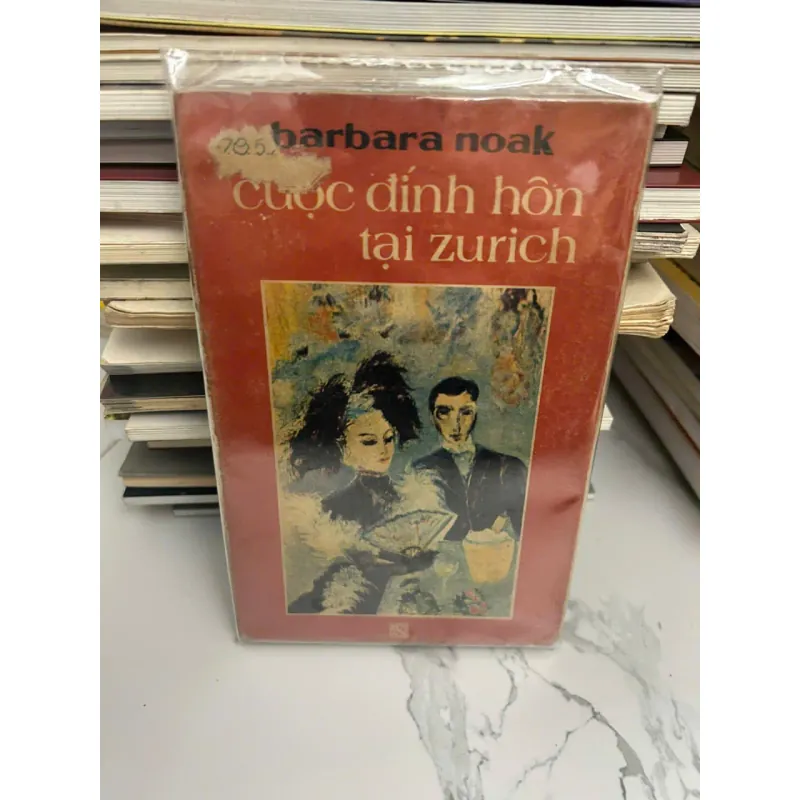 barbara noak
cuộc đính hôn
tại zurich